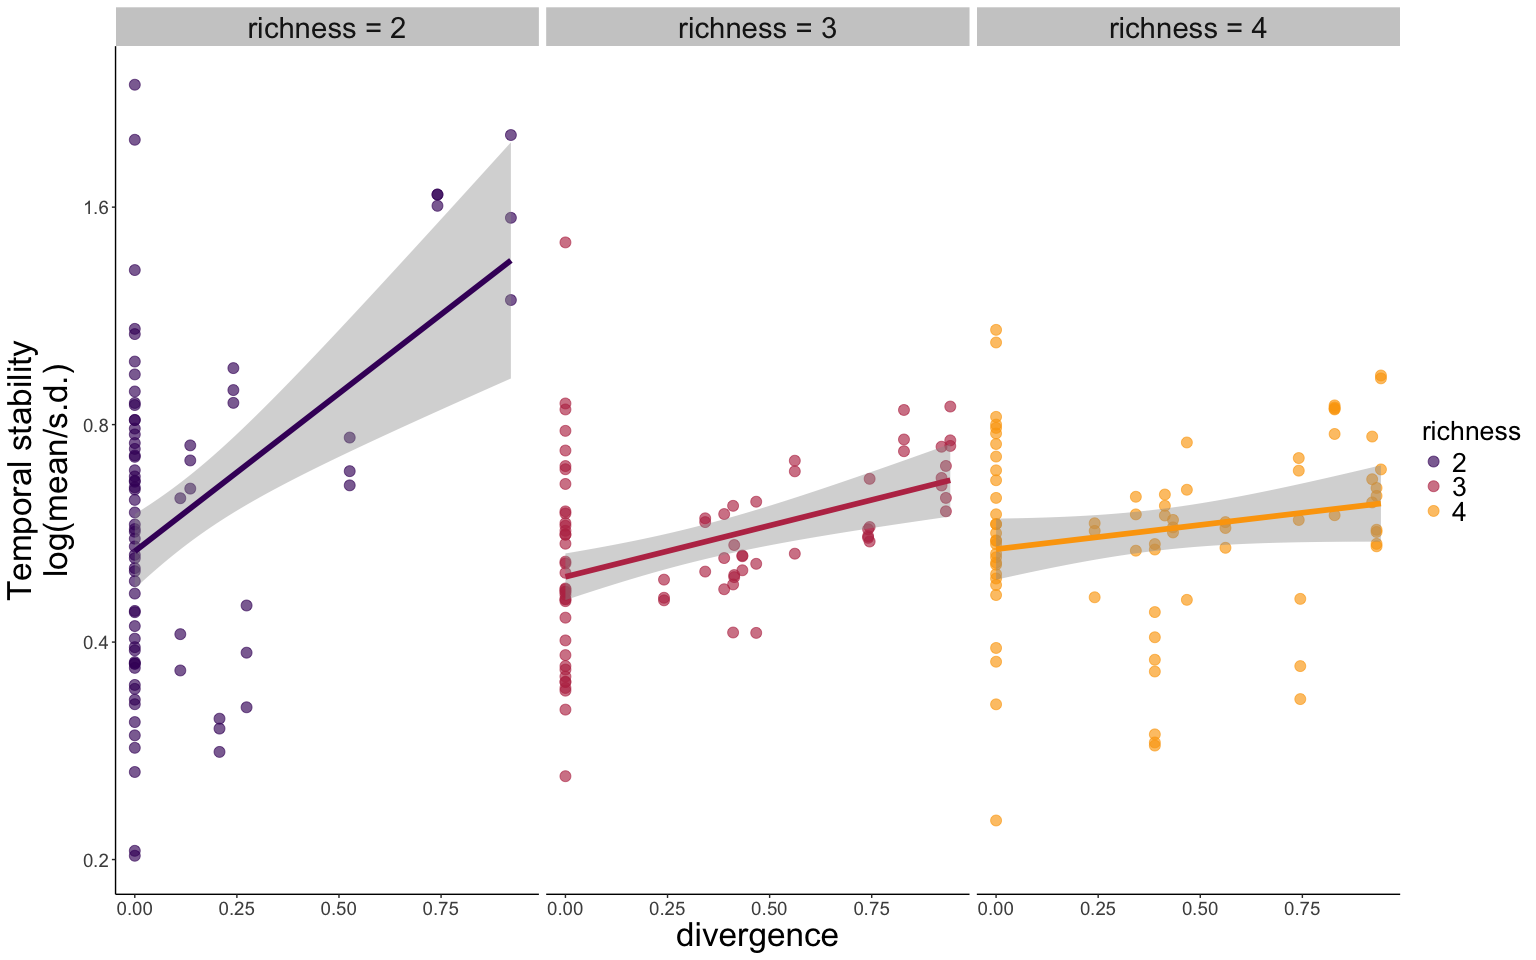 richness = 2
richness = 3
richness = 4
Temporal stability
log(mean/s.d.)
1.6
0.8
0.4
0.2
0.00 0.25 0.50 0.75
0.00 0.25 0.50 0.75
0.00 0.25 0.50 0.75
divergence
richness
2
3
4